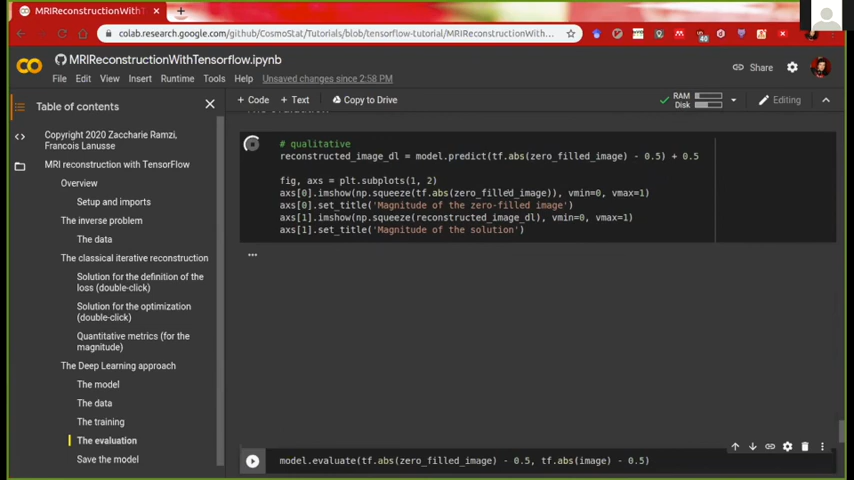 MRIReconstructionWithT
colab.research.google.com/github/CosmoStat/Tutorials/blob/tensorflow-tutorial/MRIReconstructionWith...
40
MRIReconstructionWithTensorflow.ipynb
File Edit View Insert Runtime Tools Help Unsaved changes since 2:58 PM
Share
+ Code + Text Copy to Drive
RAM
Disk
Editing
Table of contents
Copyright 2020 Zaccharie Ramzi,
Francois Lanusse
MRI reconstruction with TensorFlow
Overview
Setup and imports
The inverse problem
The data
The classical iterative reconstruction
Solution for the definition of the
loss (double-click)
Solution for the optimization
(double-click)
Quantitative metrics (for the
magnitude)
The Deep Learning approach
The model
The data
The training
The evaluation
Save the model
# qualitative
reconstructed_image_dl = model.predict(tf.abs(zero_filled_image) - 0.5) + 0.5
fig, axs = plt.subplots(1, 2)
axs[0].imshow(np.squeeze(tf.abs(zero_filled_image)), vmin=0, vmax=1)
axs[0].set_title('Magnitude of the zero-filled image')
axs[1].imshow(np.squeeze(reconstructed_image_dl), vmin=0, vmax=1)
axs[1].set_title('Magnitude of the solution')
...
model.evaluate(tf.abs(zero_filled_image) - 0.5, tf.abs(image) - 0.5)